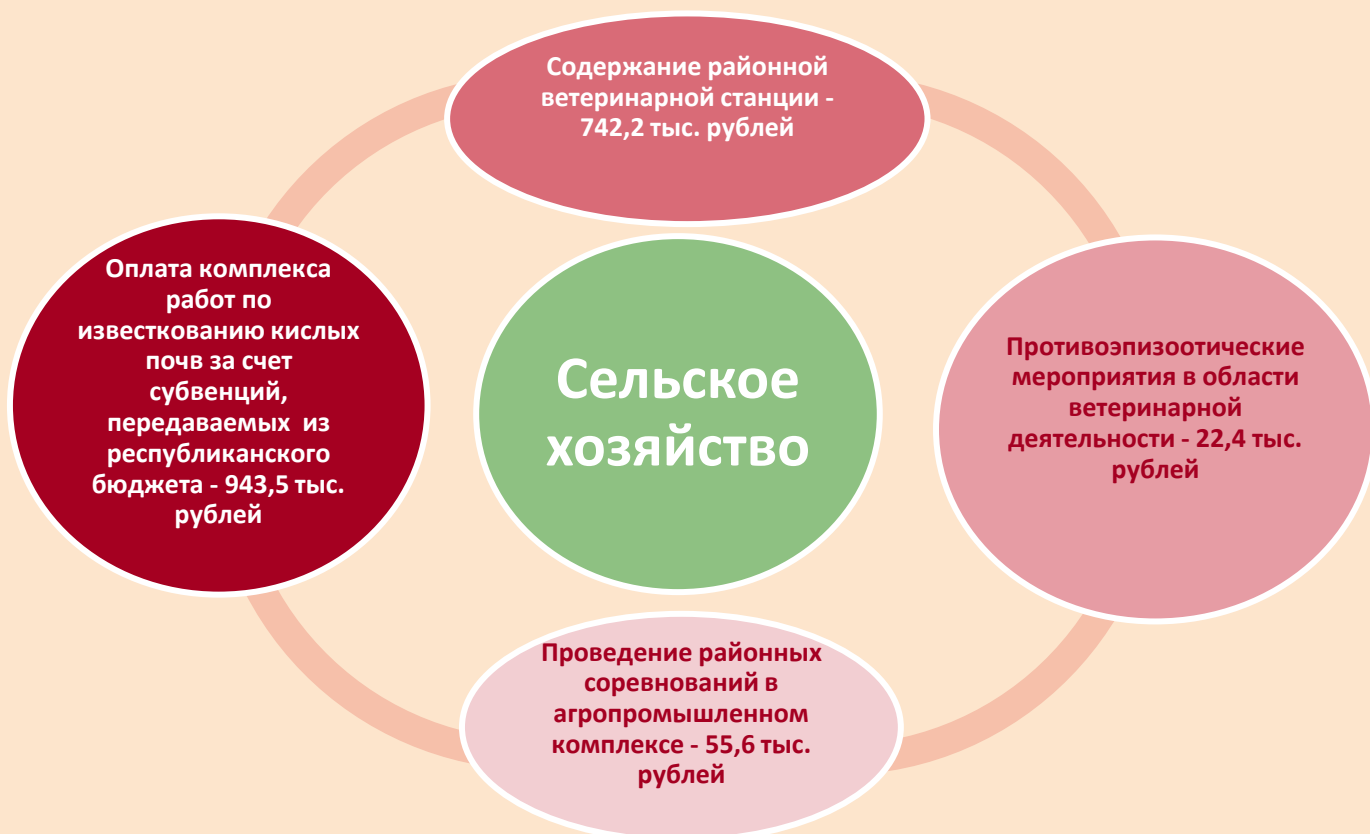 Содержание районной
ветеринарной станции -
742,2 тыс. рублей
Оплата комплекса
работ по
известкованию кислых
почв за счет
субвенций,
передаваемых из
республиканского
бюджета - 943,5 тыс.
рублей
Сельское
хозяйство
Противоэпизоотические
мероприятия в области
ветеринарной
деятельности - 22,4 тыс.
рублей
Проведение районных
соревнований в
агропромышленном
комплексе - 55,6 тыс.
рублей